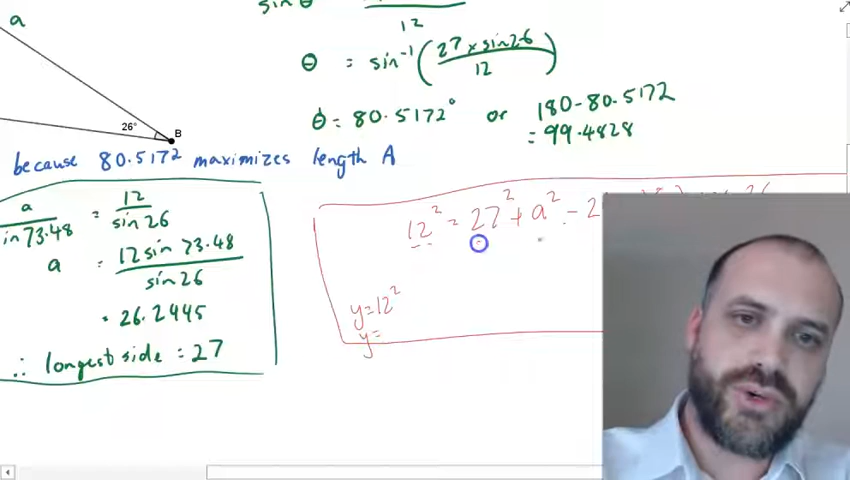 a
sin θ
12
θ = sin⁻¹ ( 27 × sin 26 / 12 )
θ = 80.5172° or 180 - 80.5172
= 99.4828
26°
B
because 80.5172 maximizes length A
a / in 73.48 = 12 / sin 26
a = 12 sin 73.48 / sin 26
= 26.2445
∴ longest side = 27
12² = 27² + a² - 2
y = 12²
y =